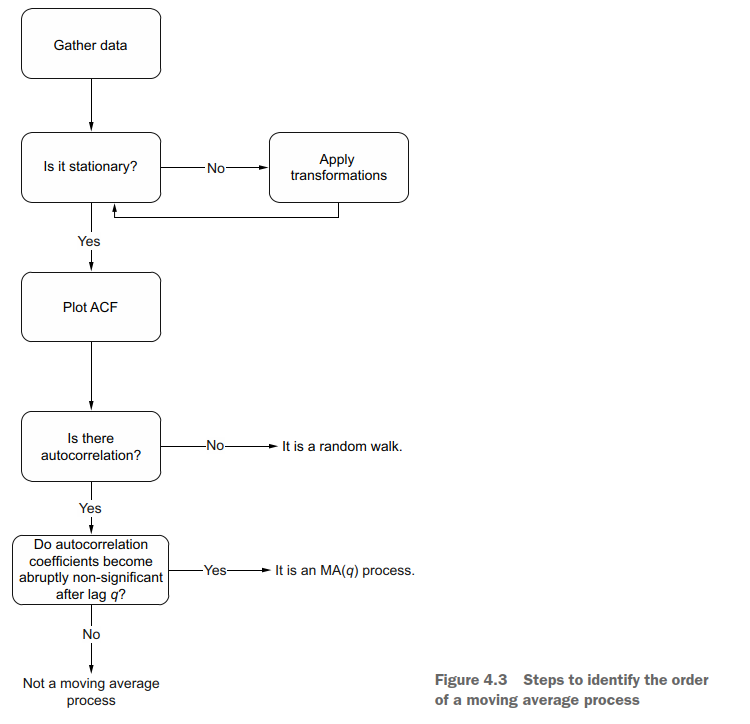 Gather data
Is it stationary?
No
Apply
transformations
Yes
Plot ACF
Is there
autocorrelation?
No
It is a random walk.
Yes
Do autocorrelation
coefficients become
abruptly non-significant
after lag q?
Yes
It is an MA(q) process.
No
Not a moving average
process
Figure 4.3 Steps to identify the order
of a moving average process